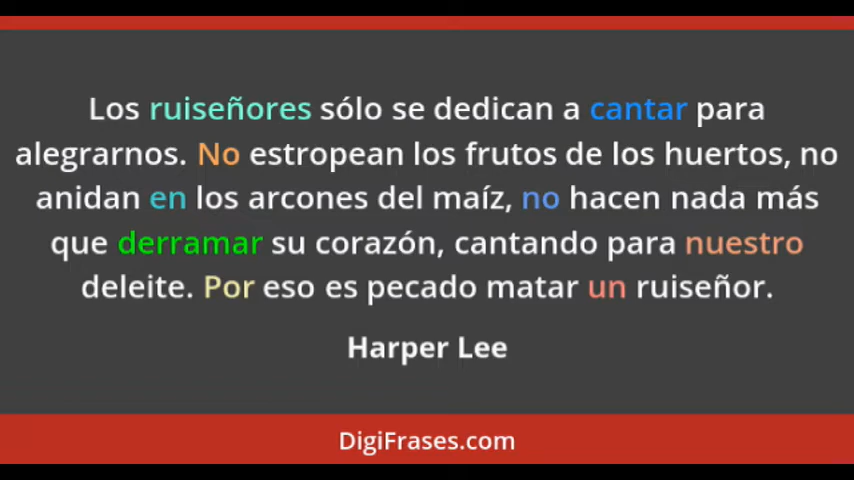 Los ruiseñores sólo se dedican a cantar para
alegrarnos. No estropean los frutos de los huertos, no
anidan en los arcones del maíz, no hacen nada más
que derramar su corazón, cantando para nuestro
deleite. Por eso es pecado matar un ruiseñor.
Harper Lee
DigiFrases.com